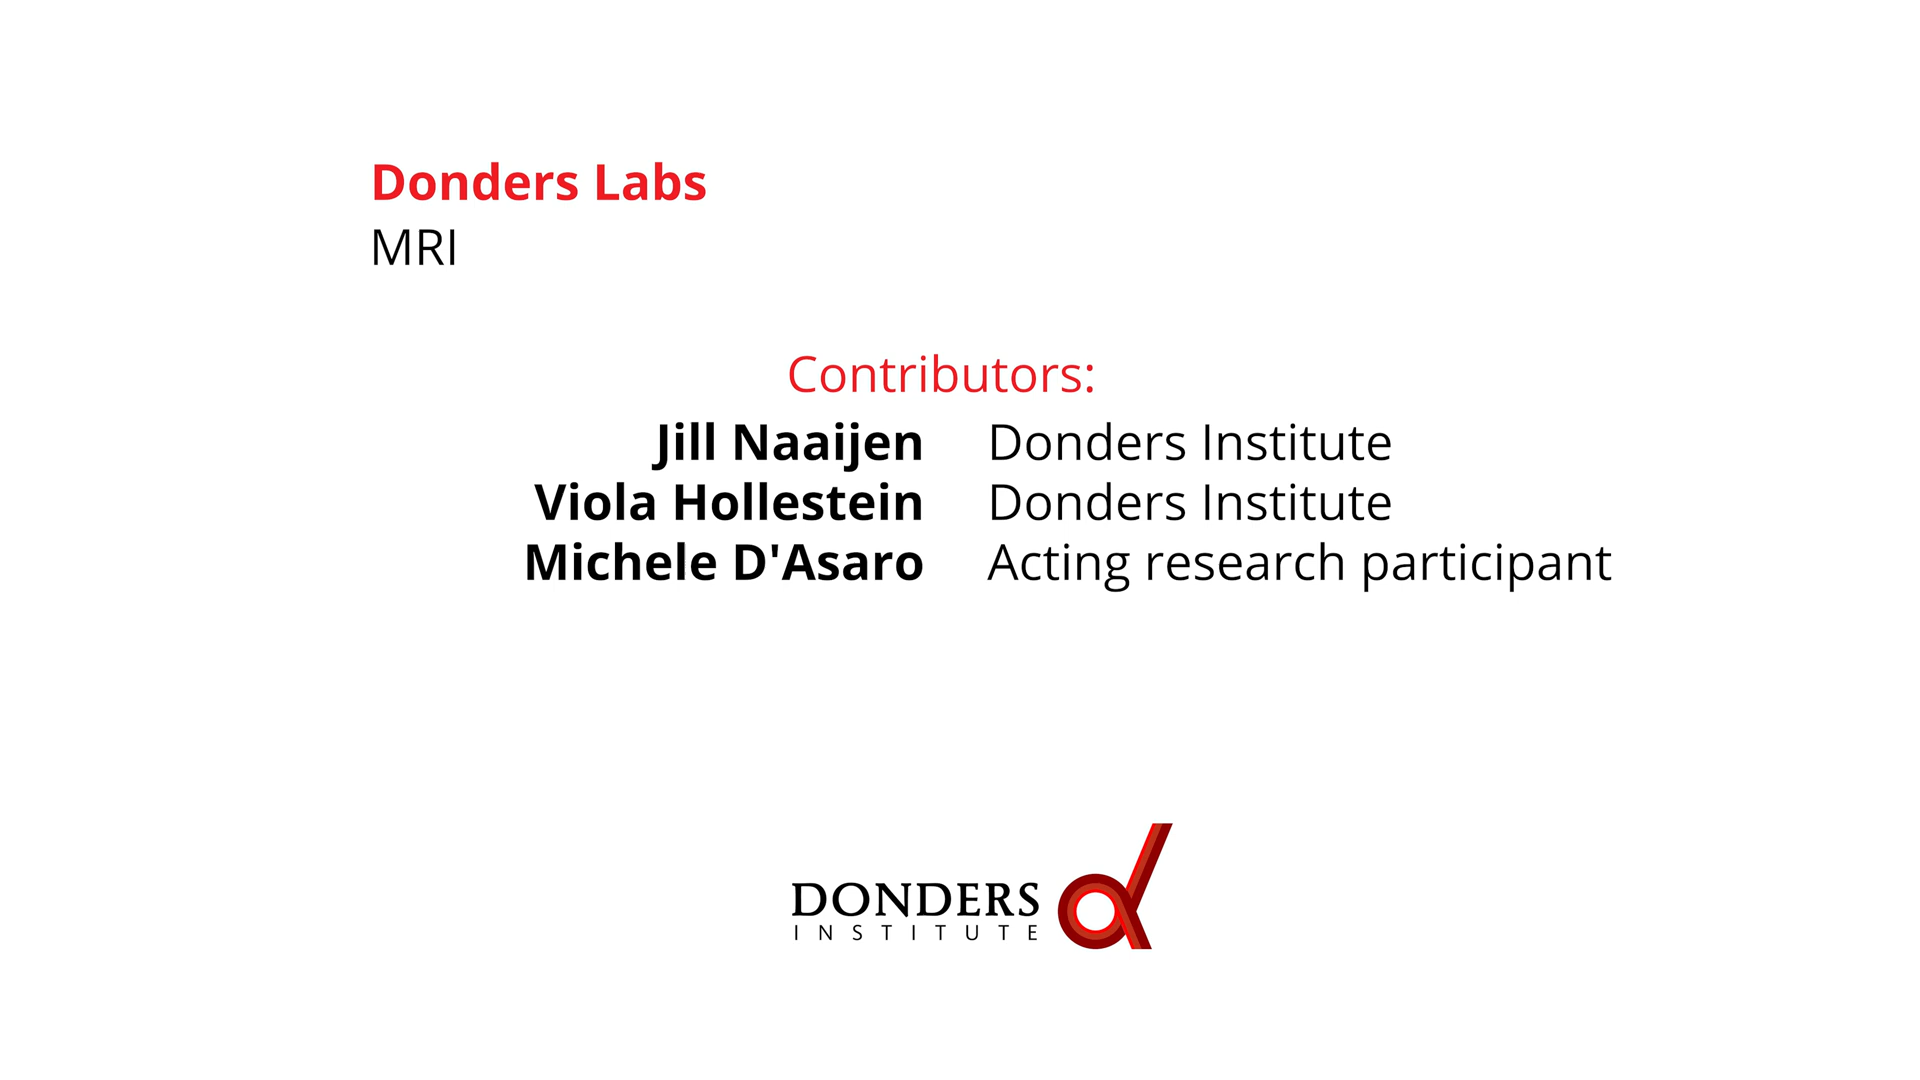 Donders Labs
MRI
Contributors:
Jill Naaijen Donders Institute
Viola Hollestein Donders Institute
Michele D'Asaro Acting research participant
DONDERS
INSTITUTE